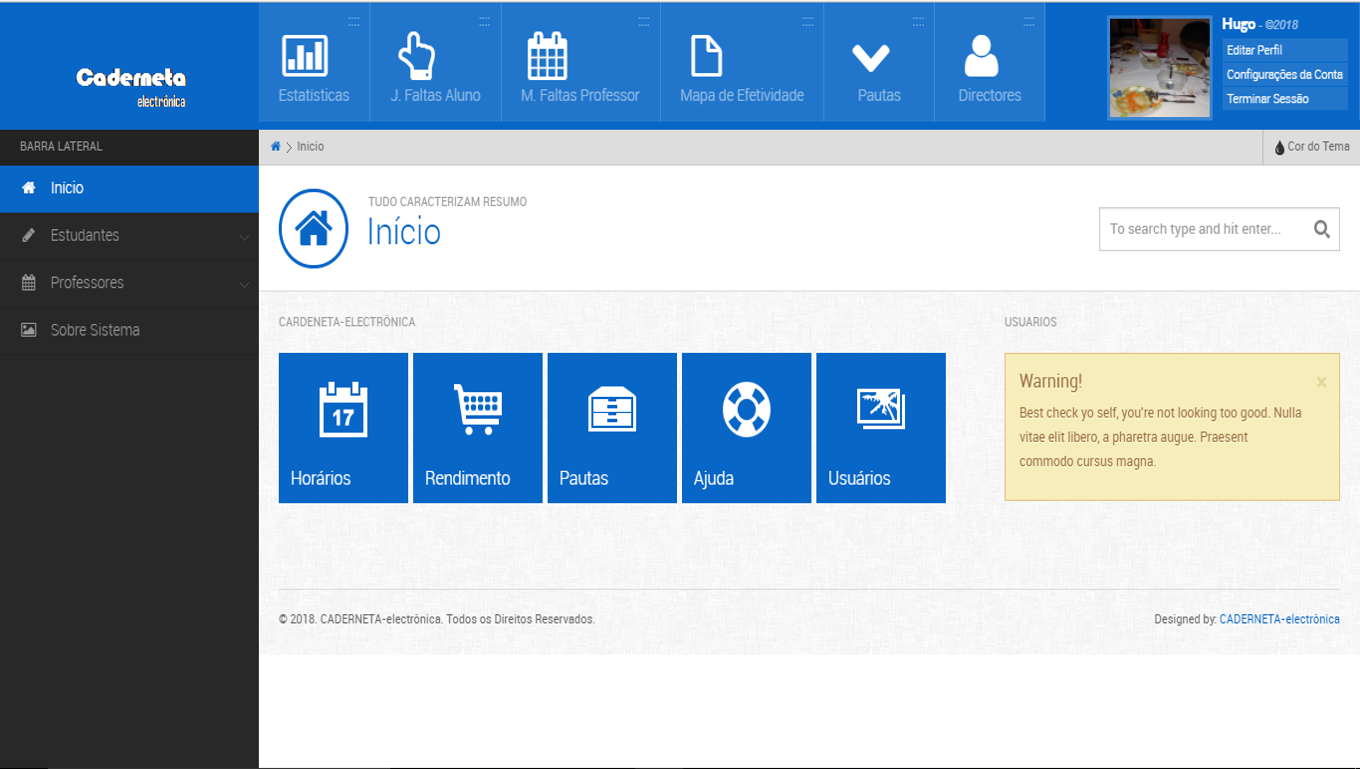 Caderneta
electrónica
Estatisticas
J. Faltas Aluno
M. Faltas Professor
Mapa de Efetividade
Pautas
Directores
Hugo - ©2018
Editar Perfil
Configurações da Conta
Terminar Sessão
BARRA LATERAL
Início
Estudantes
Professores
Sobre Sistema
Inicio
Cor do Tema
TUDO CARACTERIZAM RESUMO
Início
To search type and hit enter...
CARDENETA-ELECTRÔNICA
USUARIOS
17
Horários
Rendimento
Pautas
Ajuda
Usuários
Warning!
x
Best check yo self, you're not looking too good. Nulla
vitae elit libero, a pharetra augue. Praesent
commodo cursus magna.
© 2018. CADERNETA-electrônica. Todos os Direitos Reservados.
Designed by: CADERNETA-electrônica